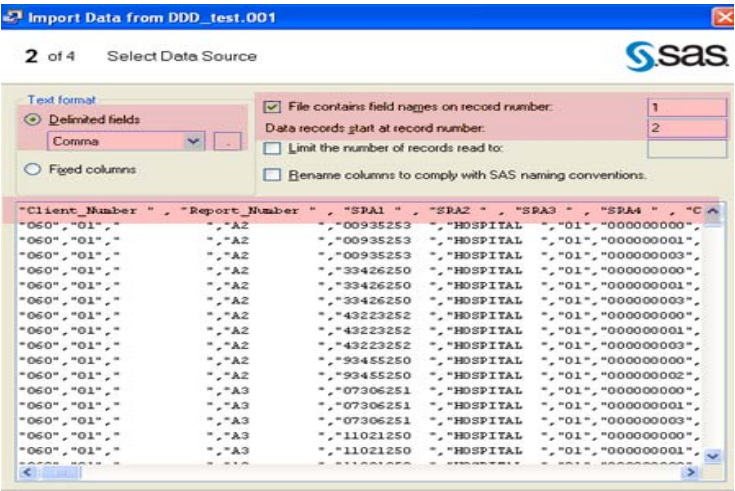 Import Data from DDD_test.001
2 of 4 Select Data Source
sas
Text format
Delimited fields
Comma
.
Fixed columns
File contains field names on record number: 1
Data records start at record number: 2
Limit the number of records read to:
Rename columns to comply with SAS naming conventions.
"Client_Number " , "Report_Number " , "SRA1 " , "SRA2 " , "SRA3 " , "SRA4 " , "C
"060","01"," ","A2 ","00935253 ","HOSPITAL ","01","000000000",
"060","01"," ","A2 ","00935253 ","HOSPITAL ","01","000000001",
"060","01"," ","A2 ","00935253 ","HOSPITAL ","01","000000003",
"060","01"," ","A2 ","33426250 ","HOSPITAL ","01","000000000",
"060","01"," ","A2 ","33426250 ","HOSPITAL ","01","000000001",
"060","01"," ","A2 ","33426250 ","HOSPITAL ","01","000000003",
"060","01"," ","A2 ","43223252 ","HOSPITAL ","01","000000000",
"060","01"," ","A2 ","43223252 ","HOSPITAL ","01","000000001",
"060","01"," ","A2 ","43223252 ","HOSPITAL ","01","000000003",
"060","01"," ","A2 ","93455250 ","HOSPITAL ","01","000000000",
"060","01"," ","A2 ","93455250 ","HOSPITAL ","01","000000002",
"060","01"," ","A3 ","07306251 ","HOSPITAL ","01","000000000",
"060","01"," ","A3 ","07306251 ","HOSPITAL ","01","000000001",
"060","01"," ","A3 ","07306251 ","HOSPITAL ","01","000000003",
"060","01"," ","A3 ","11021250 ","HOSPITAL ","01","000000000",
"060","01"," ","A3 ","11021250 ","HOSPITAL ","01","000000001",